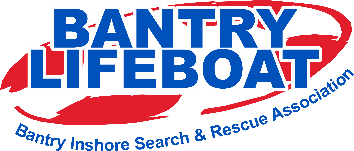 BANTRY
LIFEBOAT
Bantry Inshore Search & Rescue Association